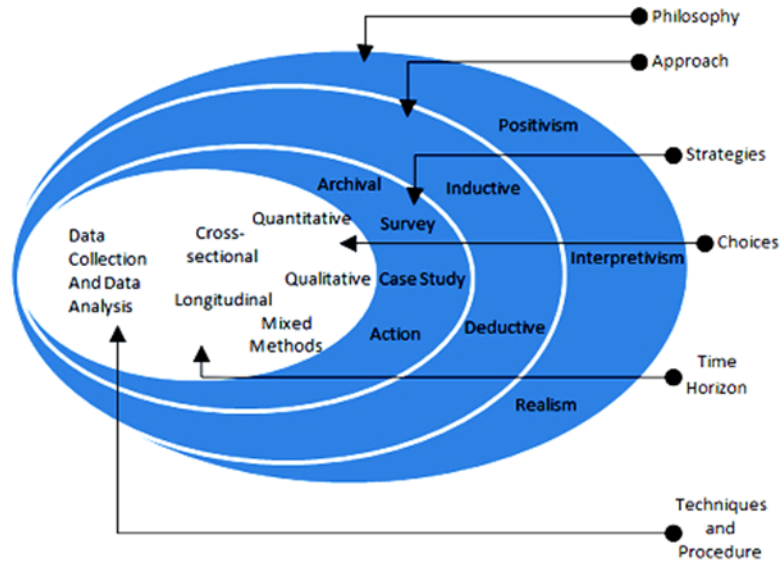 Philosophy
Approach
Positivism
Strategies
Archival
Inductive
Quantitative
Survey
Data
Collection
And Data
Analysis
Cross-
sectional
Choices
Interpretivism
Qualitative
Case Study
Longitudinal
Mixed
Methods
Action
Deductive
Time
Horizon
Realism
Techniques
and
Procedure